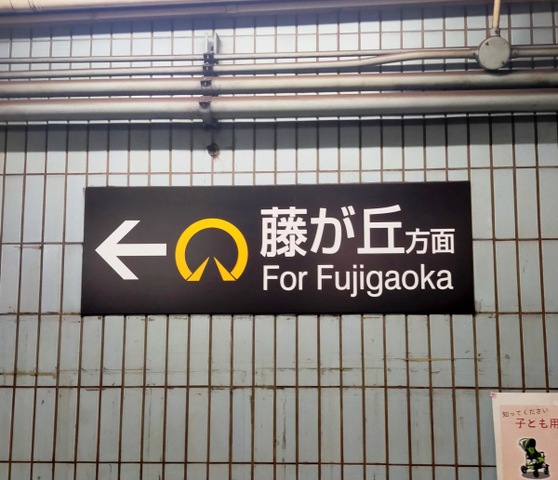 藤が丘方面
For Fujigaoka
知ってください
子ども用